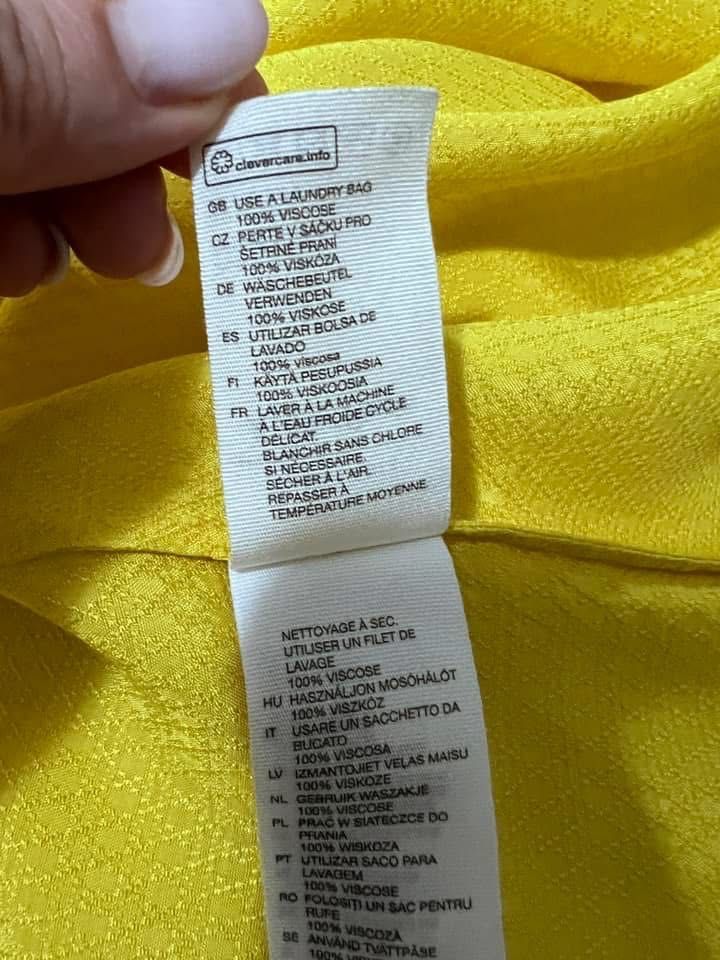 clevercare.info
GB USE A LAUNDRY BAG
100% VISCOSE
CZ PERTE V SÁČKU PRO
ŠETRNÉ PRANÍ
100% VISKÓZA
DE WÄSCHEBEUTEL
VERWENDEN
100% VISKOSE
ES UTILIZAR BOLSA DE
LAVADO
100% viscosa
FI KÄYTÄ PESUPUSSIA
100% VISKOOSIA
FR LAVER À LA MACHINE
À L'EAU FROIDE CYCLE
DÉLICAT.
BLANCHIR SANS CHLORE
SI NÉCESSAIRE.
SÉCHER À L'AIR.
REPASSER À
TEMPÉRATURE MOYENNE.
NETTOYAGE À SEC.
UTILISER UN FILET DE
LAVAGE
100% VISCOSE
HU HASZNÁLJON MOSÓHÁLÓT
100% VISZKÓZ
IT USARE UN SACCHETTO DA
BUCATO
100% VISCOSA
LV IZMANTOJIET VEĻAS MAISU
100% VISKOZE
NL GEBRUIK WASZAKJE
100% VISCOSE
PL PRAĆ W SIATECZCE DO
PRANIA
100% WISKOZA
PT UTILIZAR SACO PARA
LAVAGEM
100% VISCOSE
RO FOLOSIȚI UN SAC PENTRU
RUFE
100% VISCOZĂ
SE ANVÄND TVÄTTPÅSE
100%